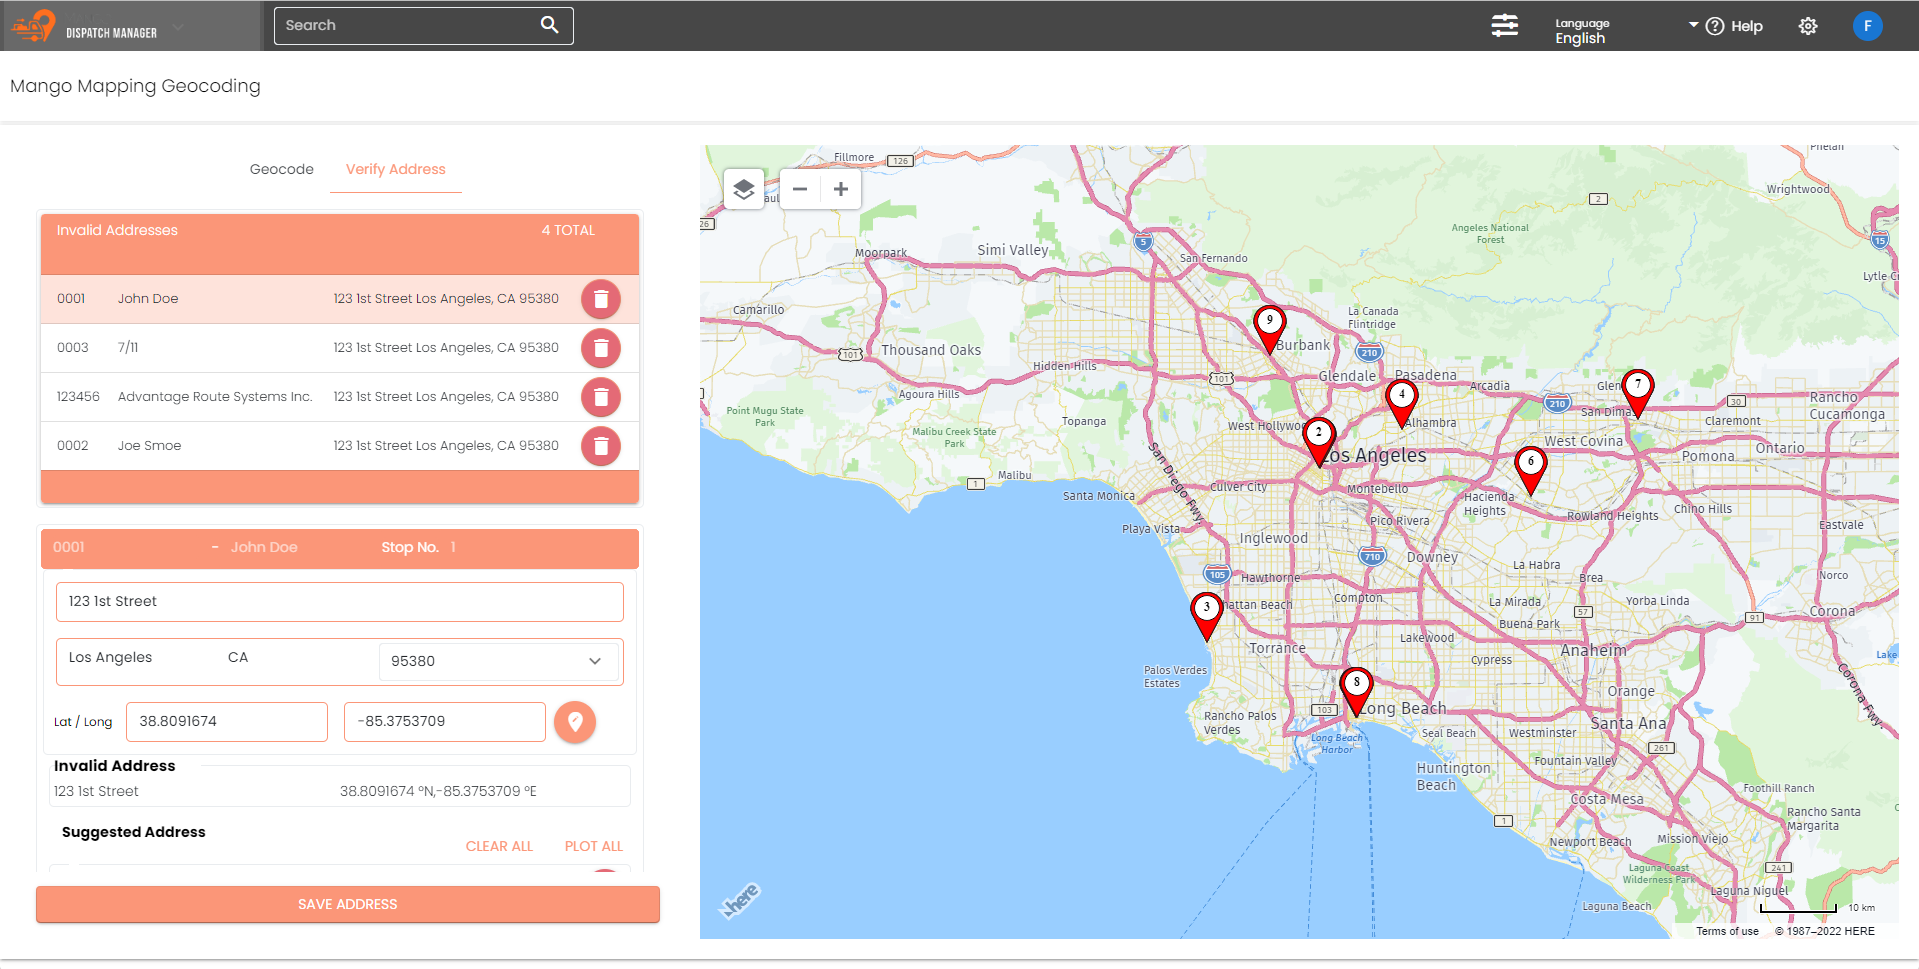 DISPATCH MANAGER
Search
Language
English
Help
F
Mango Mapping Geocoding
Geocode
Verify Address
Invalid Addresses 4 TOTAL
0001 John Doe 123 1st Street Los Angeles, CA 95380
0003 7/11 123 1st Street Los Angeles, CA 95380
123456 Advantage Route Systems Inc. 123 1st Street Los Angeles, CA 95380
0002 Joe Smoe 123 1st Street Los Angeles, CA 95380
0001 - John Doe Stop No. 1
123 1st Street
Los Angeles CA 95380
Lat / Long 38.8091674 -85.3753709
Invalid Address
123 1st Street 38.8091674 °N,-85.3753709 °E
Suggested Address
CLEAR ALL PLOT ALL
SAVE ADDRESS
Fillmore
126
Phelan
Wrightwood
2
26
Angeles National
Forest
5
15
Moorpark
Simi Valley
San Fernando
Lytle Cr
Camarillo
La Canada
Flintridge
9
Burbank
101
Thousand Oaks
210
Hidden Hills
101
Glendale
Pasadena
Arcadia
Glen
7
Agoura Hills
4
210
San Dimas
30
Rancho
Cucamonga
Point Mugu State
Park
Topanga
West Hollywoo
Alhambra
Claremont
Malibu Creek State
Park
2
West Covina
Ontario
San Diego Fwy.
Los Angeles
6
Pomona
1
Malibu
Culver City
Montebello
Santa Monica
Hacienda
Heights
Chino Hills
Playa Vista
Pico Rivera
Rowland Heights
Eastvale
Inglewood
710
Downey
La Habra
105
Hawthorne
Brea
Norco
3
hattan Beach
Compton
La Mirada
57
Yorba Linda
Corona
91
Buena Park
Lakewood
Torrance
Anaheim
Lake
Palos Verdes
Estates
Cypress
Corona Fwy.
8
Orange
103
Long Beach
Rancho Palos
Verdes
Santa Ana
Seal Beach
Westminster
Long Beach
Harbor
261
Fountain Valley
Huntington
Beach
Foothill Ranch
Costa Mesa
Rancho Santa
Margarita
1
Newport Beach
Mission Viejo
Laguna Coast
Wilderness Park
241
Laguna Niguel
Laguna Beach
10 km
here
Terms of use © 1987–2022 HERE